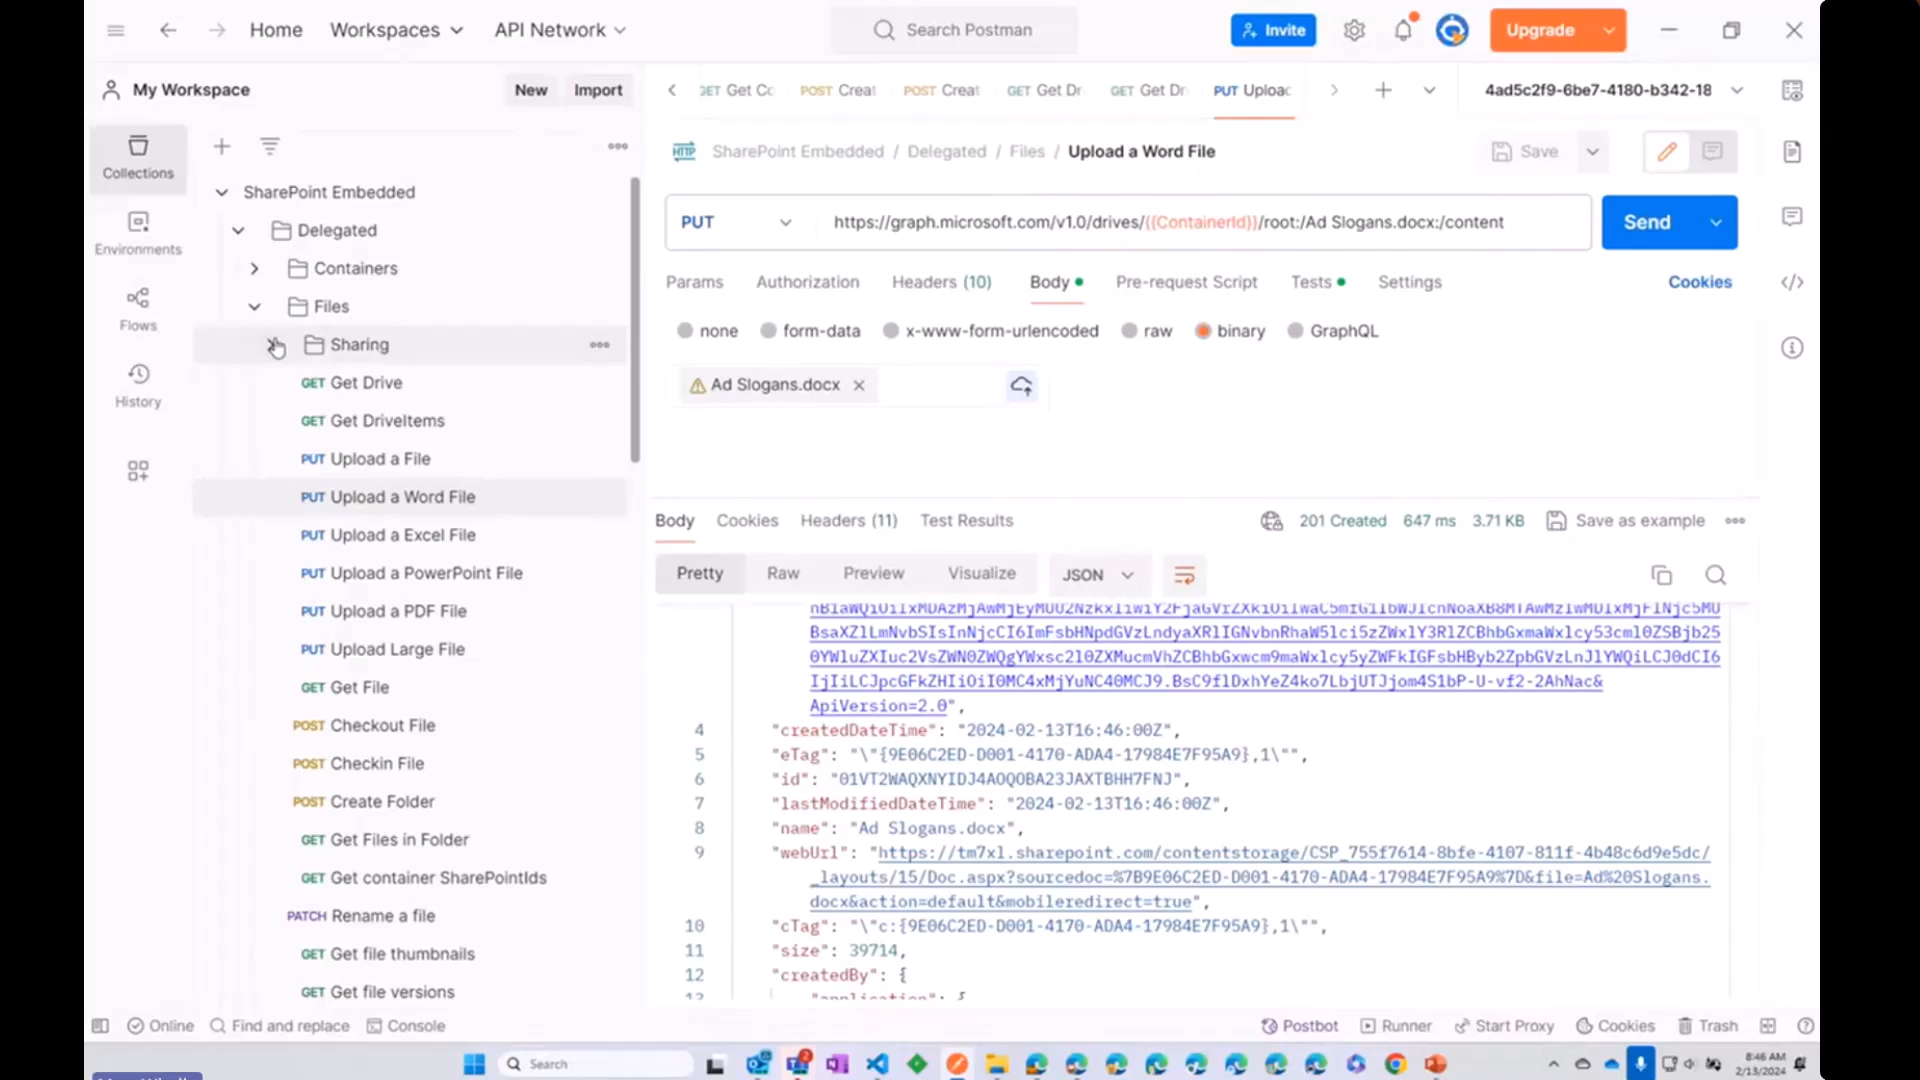 Home
Workspaces
API Network
Search Postman
Invite
Upgrade
My Workspace
New
Import
GET Get Co
POST Creat
POST Creat
GET Get Dr
GET Get Dr
PUT Upload
4ad5c2f9-6be7-4180-b342-18
Collections
Environments
Flows
History
SharePoint Embedded
Delegated
Containers
Files
Sharing
GET Get Drive
GET Get DriveItems
PUT Upload a File
PUT Upload a Word File
PUT Upload a Excel File
PUT Upload a PowerPoint File
PUT Upload a PDF File
PUT Upload Large File
GET Get File
POST Checkout File
POST Checkin File
POST Create Folder
GET Get Files in Folder
GET Get container SharePointIds
PATCH Rename a file
GET Get file thumbnails
GET Get file versions
HTTP SharePoint Embedded / Delegated / Files / Upload a Word File
Save
PUT https://graph.microsoft.com/v1.0/drives/{{ContainerId}}/root:/Ad Slogans.docx:/content
Send
Params Authorization Headers (10) Body Pre-request Script Tests Settings Cookies
none form-data x-www-form-urlencoded raw binary GraphQL
Ad Slogans.docx
Body Cookies Headers (11) Test Results 201 Created 647 ms 3.71 KB Save as example
Pretty Raw Preview Visualize JSON
ApiVersion=2.0",
4 "createdDateTime": "2024-02-13T16:46:00Z",
5 "eTag": "\"{9E06C2ED-D001-4170-ADA4-17984E7F95A9},1\"",
6 "id": "01VT2WAQXNYIDJ4AOQOBA23JAXTBHH7FNJ",
7 "lastModifiedDateTime": "2024-02-13T16:46:00Z",
8 "name": "Ad Slogans.docx",
9 "webUrl": "https://tm7xl.sharepoint.com/contentstorage/CSP_755f7614-8bfe-4107-811f-4b48c6d9e5dc/
_layouts/15/Doc.aspx?sourcedoc=%7B9E06C2ED-D001-4170-ADA4-17984E7F95A9%7D&file=Ad%20Slogans.
docx&action=default&mobileredirect=true",
10 "cTag": "\"c:{9E06C2ED-D001-4170-ADA4-17984E7F95A9},1\"",
11 "size": 39714,
12 "createdBy": {
13 "application": {
Online Find and replace Console
Postbot Runner Start Proxy Cookies Trash
Search
8:46 AM
2/13/2024